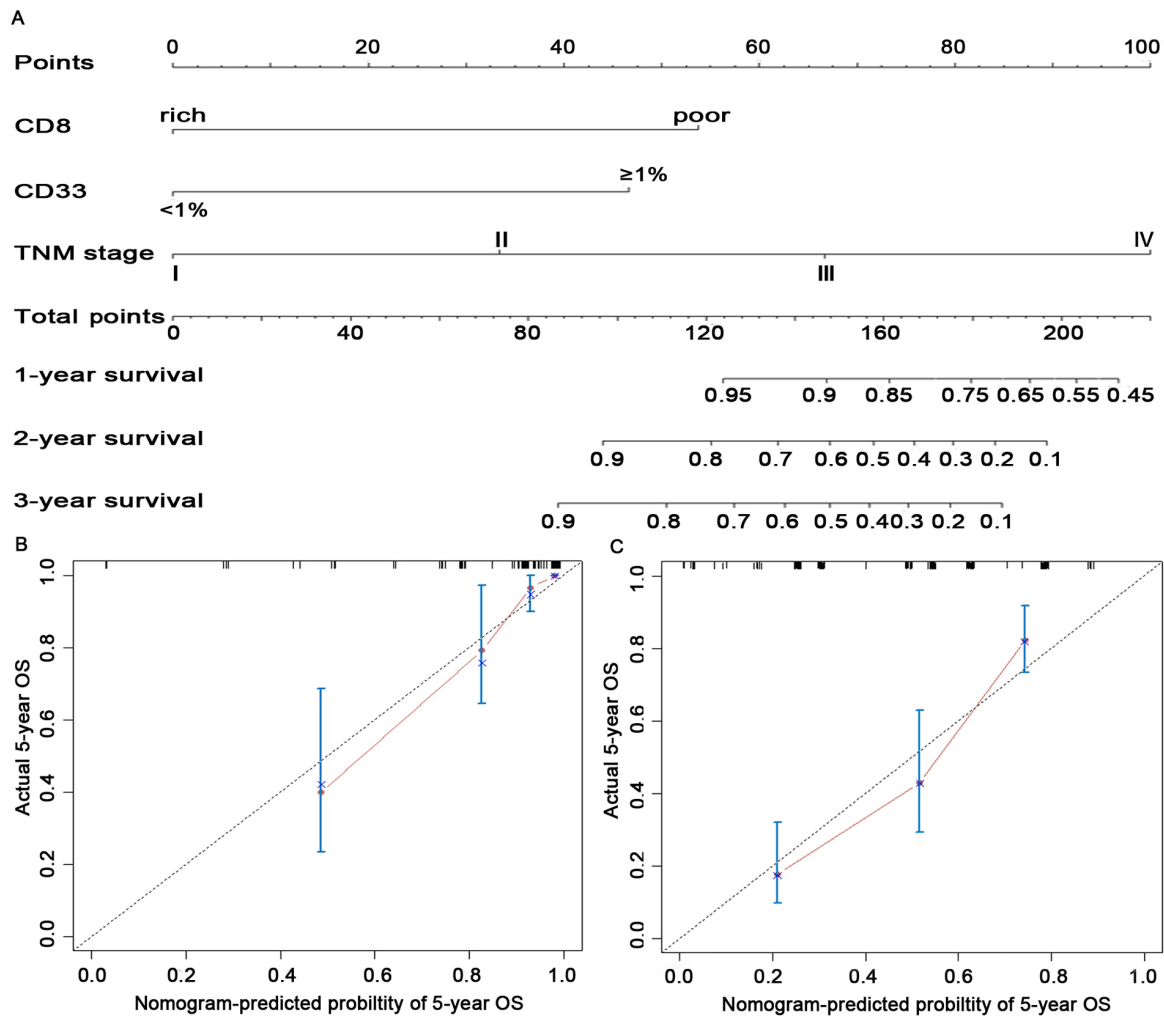 A
Points 0 20 40 60 80 100
CD8 rich poor
CD33 <1% ≥1%
TNM stage I II III IV
Total points 0 40 80 120 160 200
1-year survival 0.95 0.9 0.85 0.75 0.65 0.55 0.45
2-year survival 0.9 0.8 0.7 0.6 0.5 0.4 0.3 0.2 0.1
3-year survival 0.9 0.8 0.7 0.6 0.5 0.4 0.3 0.2 0.1
B
Actual 5-year OS
1.0
0.8
0.6
0.4
0.2
0.0
0.0 0.2 0.4 0.6 0.8 1.0
Nomogram-predicted probiltity of 5-year OS
C
Actual 5-year OS
1.0
0.8
0.6
0.4
0.2
0.0
0.0 0.2 0.4 0.6 0.8 1.0
Nomogram-predicted probiltity of 5-year OS